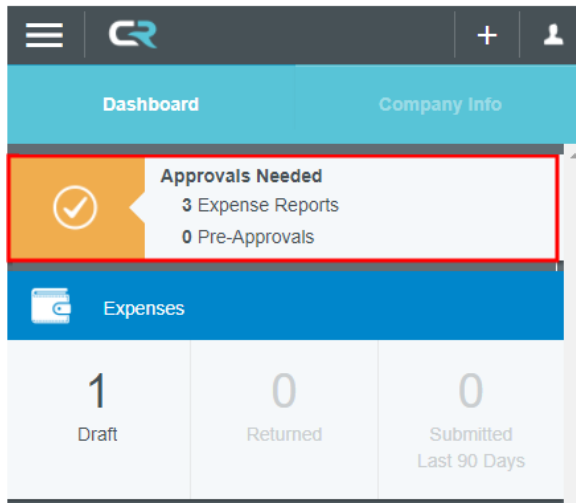 CR
Dashboard
Company Info
Approvals Needed
3 Expense Reports
0 Pre-Approvals
Expenses
1
Draft
0
Returned
0
Submitted
Last 90 Days